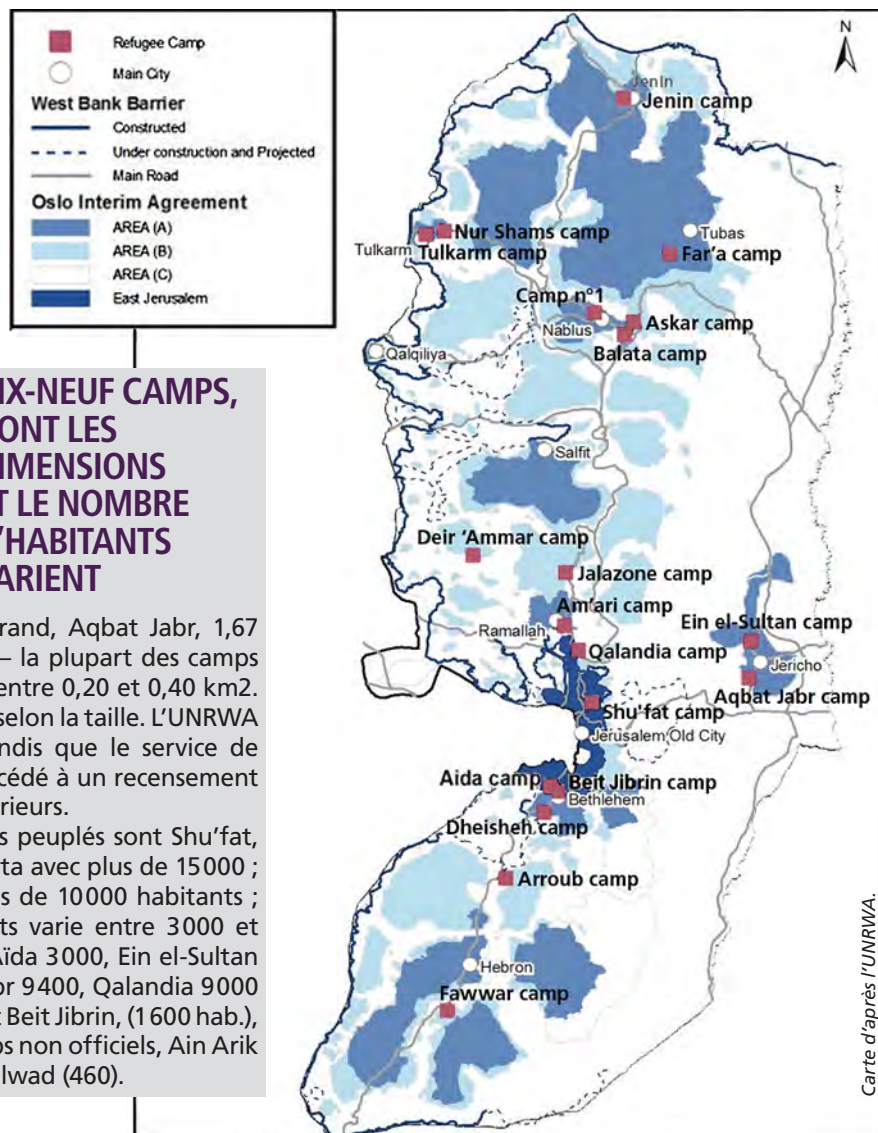 Refugee Camp
Main City
West Bank Barrier
Constructed
Under construction and Projected
Main Road
Oslo Interim Agreement
AREA (A)
AREA (B)
AREA (C)
East Jerusalem
N
Jenin
Jenin camp
Nur Shams camp
Tulkarm
Tulkarm camp
Tubas
Far'a camp
Camp n°1
Nablus
Askar camp
Balata camp
Qalqiliya
Salfit
Deir 'Ammar camp
Jalazone camp
Am'ari camp
Ramallah
Qalandia camp
Ein el-Sultan camp
Jericho
Aqbat Jabr camp
Shu'fat camp
Jerusalem Old City
Aida camp
Beit Jibrin camp
Bethlehem
Dheisheh camp
Arroub camp
Hebron
Fawwar camp
IX-NEUF CAMPS,
ONT LES
IMENSIONS
T LE NOMBRE
'HABITANTS
ARIENT
rand, Aqbat Jabr, 1,67
– la plupart des camps
entre 0,20 et 0,40 km2.
selon la taille. L'UNRWA
ndis que le service de
océdé à un recensement
érieurs.
s peuplés sont Shu'fat,
rta avec plus de 15000 ;
s de 10000 habitants ;
ts varie entre 3000 et
Aïda 3000, Ein el-Sultan
or 9400, Qalandia 9000
t Beit Jibrin, (1600 hab.),
ps non officiels, Ain Arik
ilwad (460).
Carte d'après l'UNRWA.